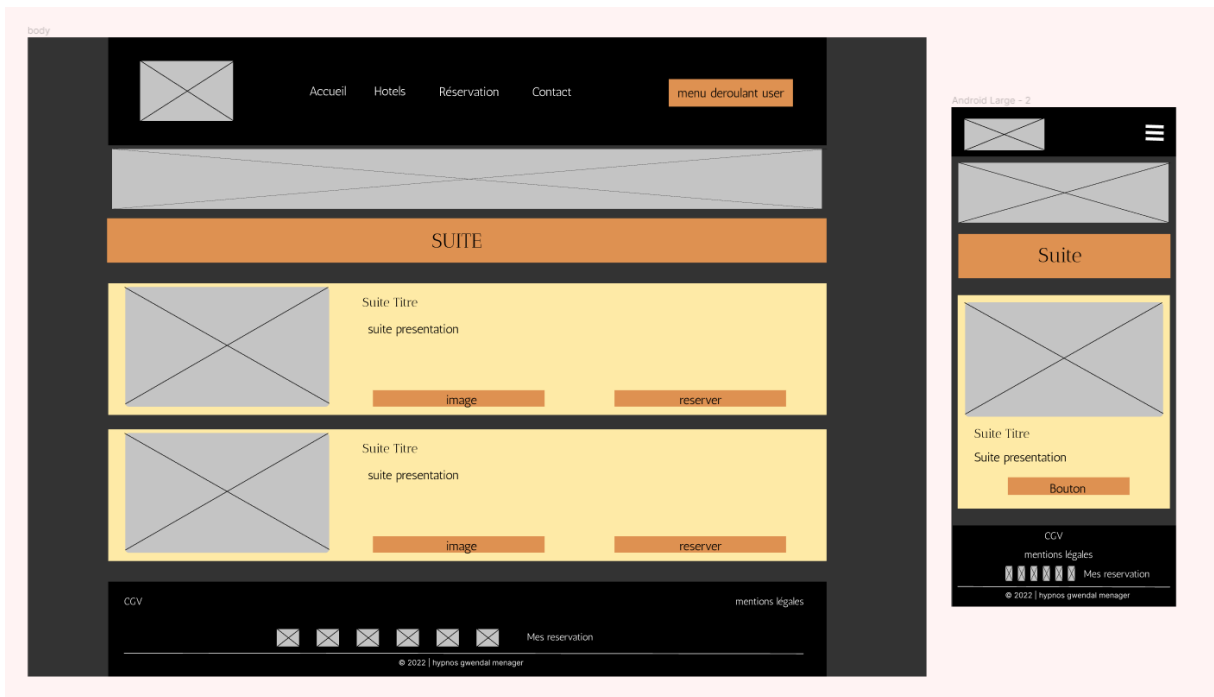 body
Accueil Hotels Réservation Contact menu deroulant user
SUITE
Suite Titre
suite presentation
image reserver
Suite Titre
suite presentation
image reserver
CGV mentions légales
Mes reservation
© 2022 | hypnos gwendal menager
Android Large - 2
Suite
Suite Titre
Suite presentation
Bouton
CGV
mentions légales
Mes reservation
© 2022 | hypnos gwendal menager